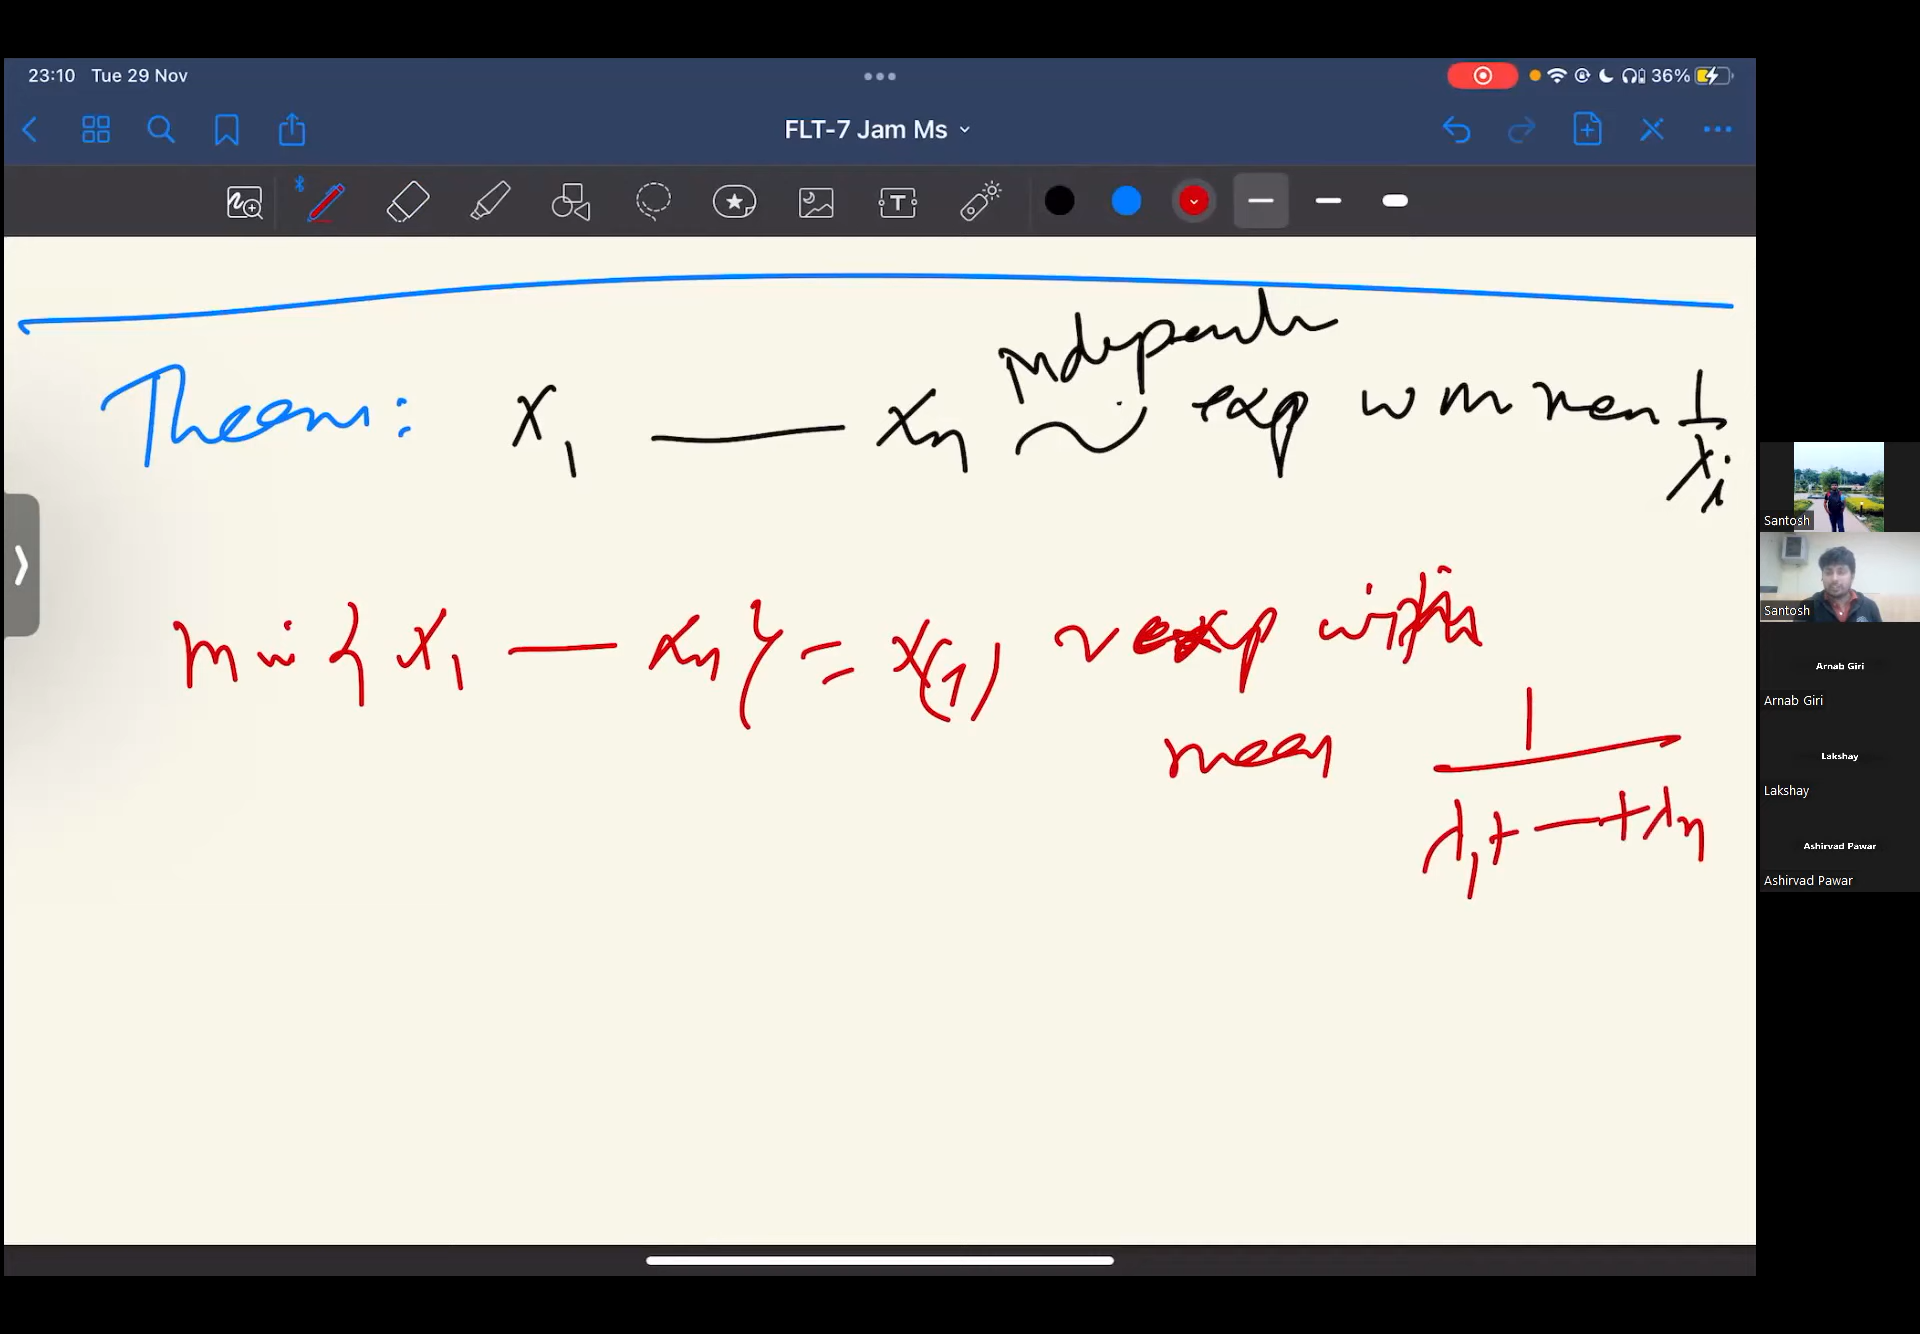 23:10 Tue 29 Nov
36%
FLT-7 Jam Ms
T
Theorem: X₁ — Xn independent ~ exp with mean 1/λi
min { X₁ — Xn } = X(1) ~ exp with
mean 1/(λ₁ + — + λn)
Santosh
Santosh
Arnab Giri
Arnab Giri
Lakshay
Lakshay
Ashirvad Pawar
Ashirvad Pawar